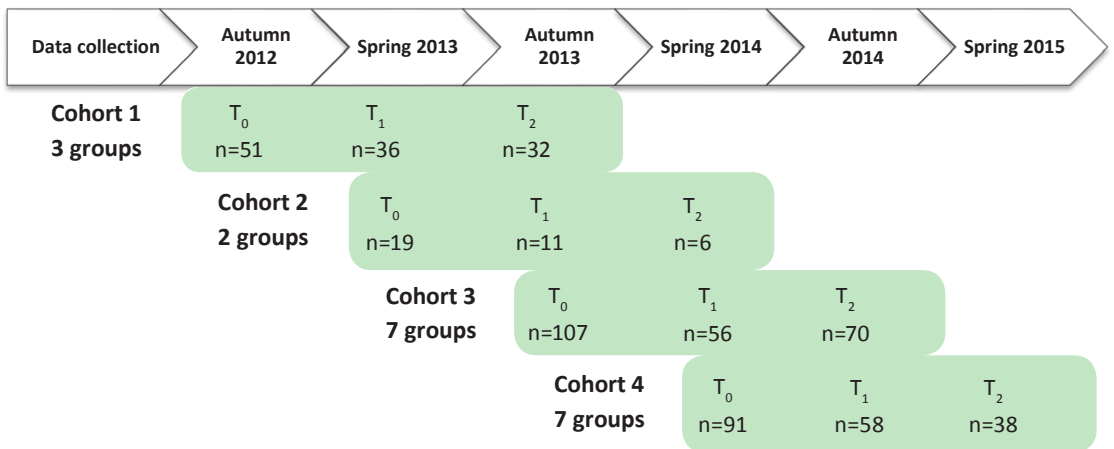 Data collection
Autumn
2012
Spring 2013
Autumn
2013
Spring 2014
Autumn
2014
Spring 2015
Cohort 1
3 groups
T0 T1 T2
n=51 n=36 n=32
Cohort 2
2 groups
T0 T1 T2
n=19 n=11 n=6
Cohort 3
7 groups
T0 T1 T2
n=107 n=56 n=70
Cohort 4
7 groups
T0 T1 T2
n=91 n=58 n=38